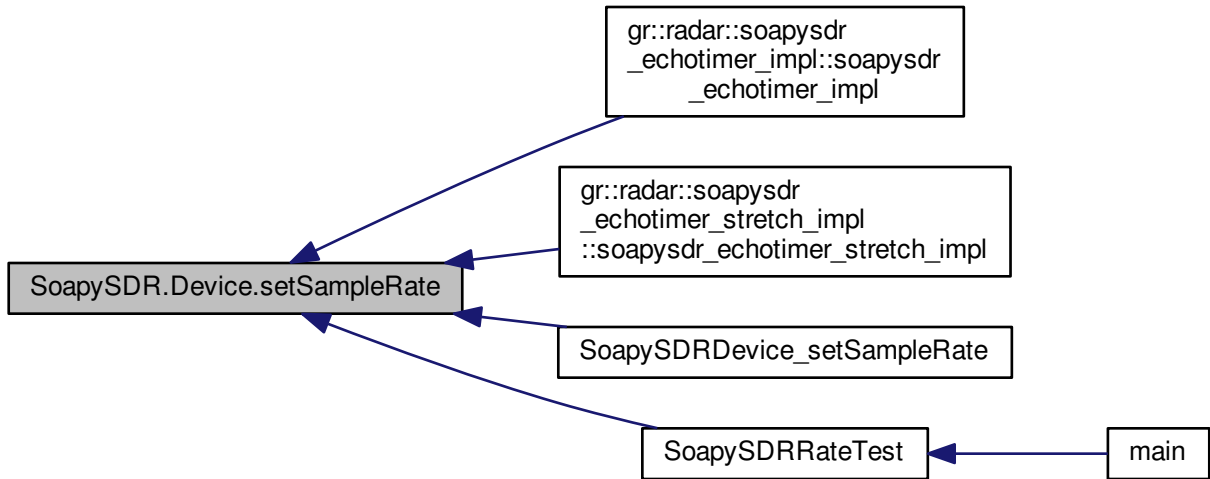 gr::radar::soapysdr
_echotimer_impl::soapysdr
_echotimer_impl
gr::radar::soapysdr
_echotimer_stretch_impl
::soapysdr_echotimer_stretch_impl
SoapySDR.Device.setSampleRate
SoapySDRDevice_setSampleRate
SoapySDRRateTest
main